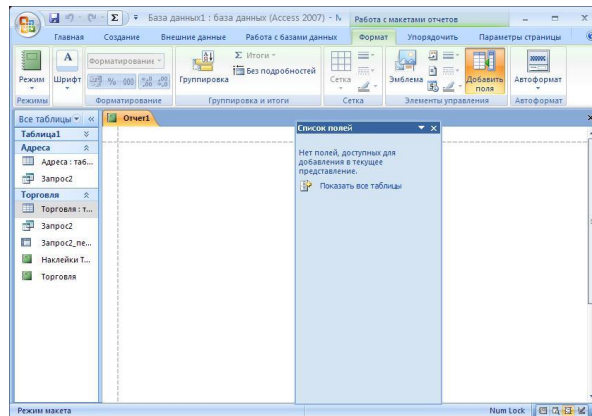 База данных1 : база данных (Access 2007) - М
Работа с макетами отчетов
Главная Создание Внешние данные Работа с базами данных Формат Упорядочить Параметры страницы
Режим
Шрифт
Форматирование
% 000
Группировка
Σ Итоги
Без подробностей
Сетка
Эмблема
Добавить поля
Автоформат
Режимы Форматирование Группировка и итоги Сетка Элементы управления Автоформат
Все таблицы
Отчет1
Таблица1
Адреса
Адреса : таб...
Запрос2
Торговля
Торговля : т...
Запрос2
Запрос2_пе...
Наклейки Т...
Торговля
Список полей
Нет полей, доступных для
добавления в текущее
представление.
Показать все таблицы
Режим макета
Num Lock